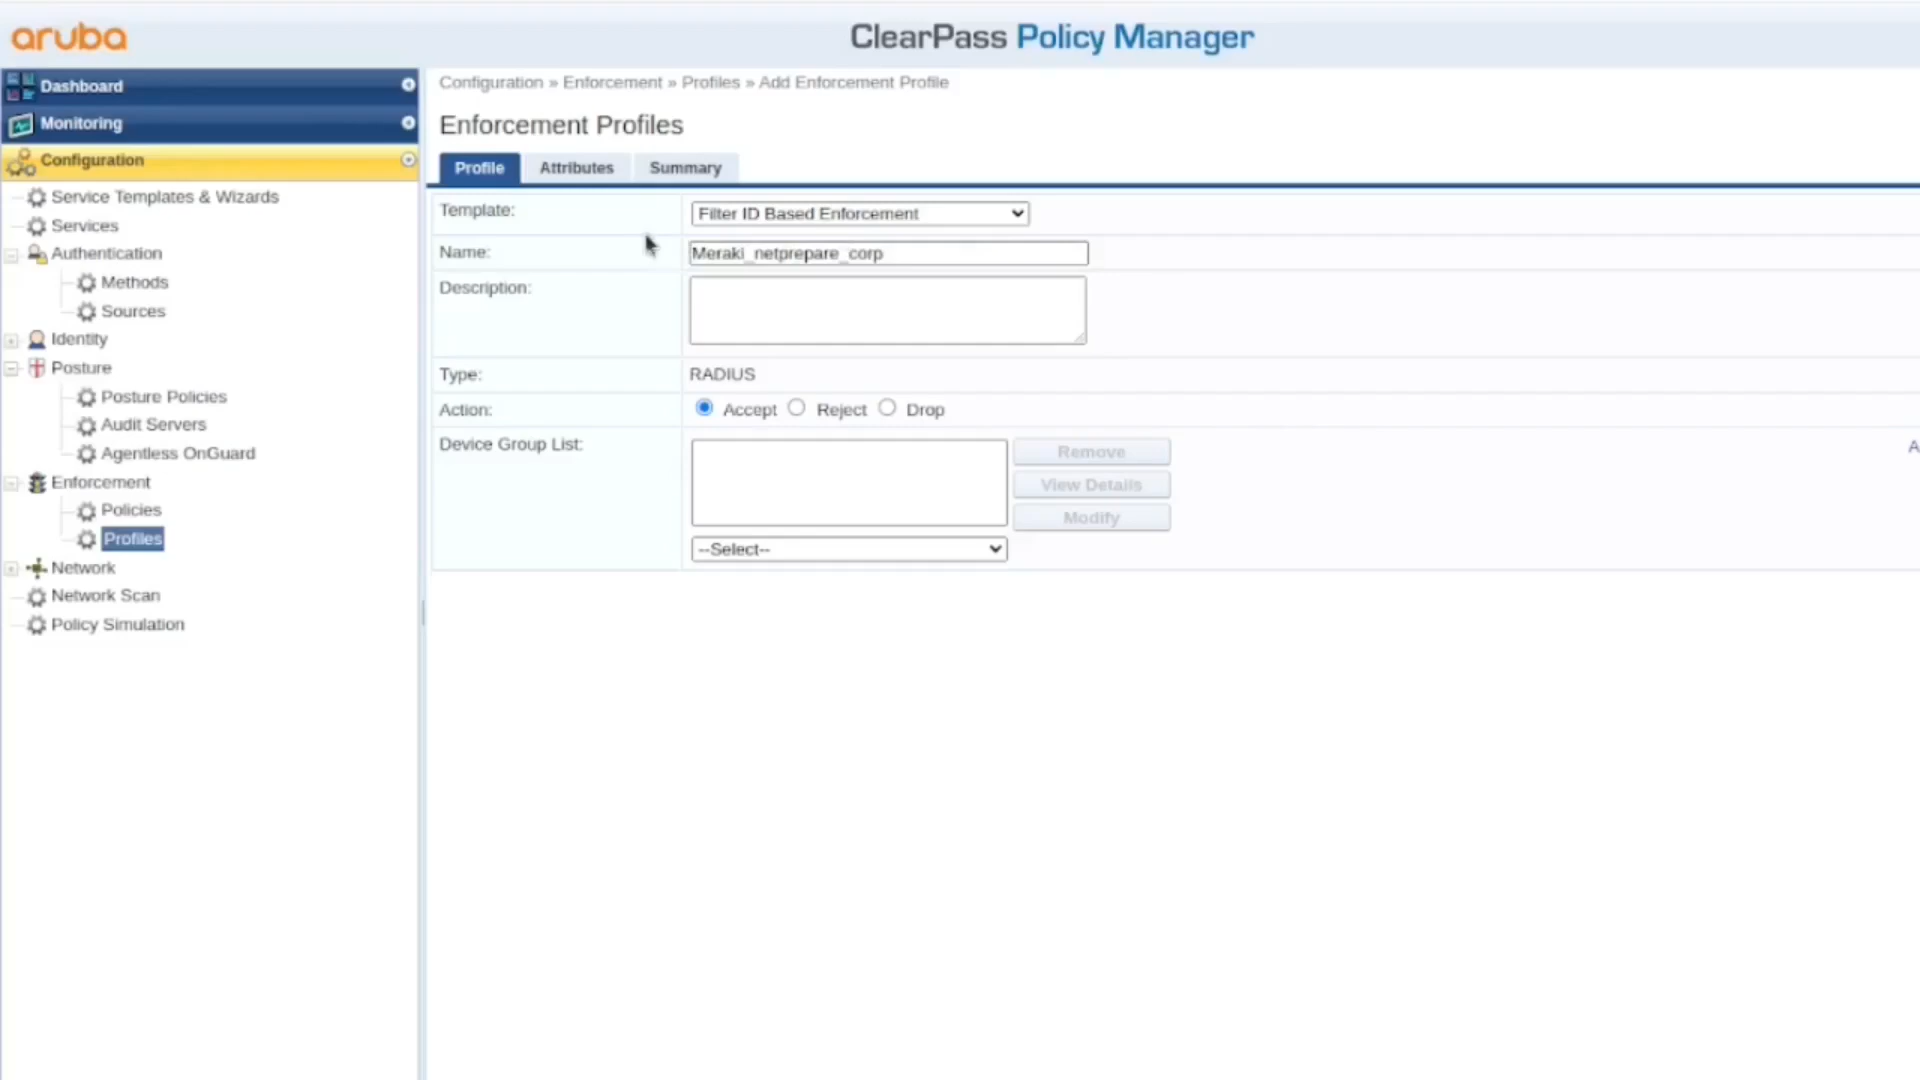 aruba
ClearPass Policy Manager
Dashboard
Monitoring
Configuration
Service Templates & Wizards
Services
Authentication
Methods
Sources
Identity
Posture
Posture Policies
Audit Servers
Agentless OnGuard
Enforcement
Policies
Profiles
Network
Network Scan
Policy Simulation
Configuration » Enforcement » Profiles » Add Enforcement Profile
Enforcement Profiles
Profile Attributes Summary
Template: Filter ID Based Enforcement
Name: Meraki_netprepare_corp
Description:
Type: RADIUS
Action: Accept Reject Drop
Device Group List:
Remove
View Details
Modify
--Select--
A